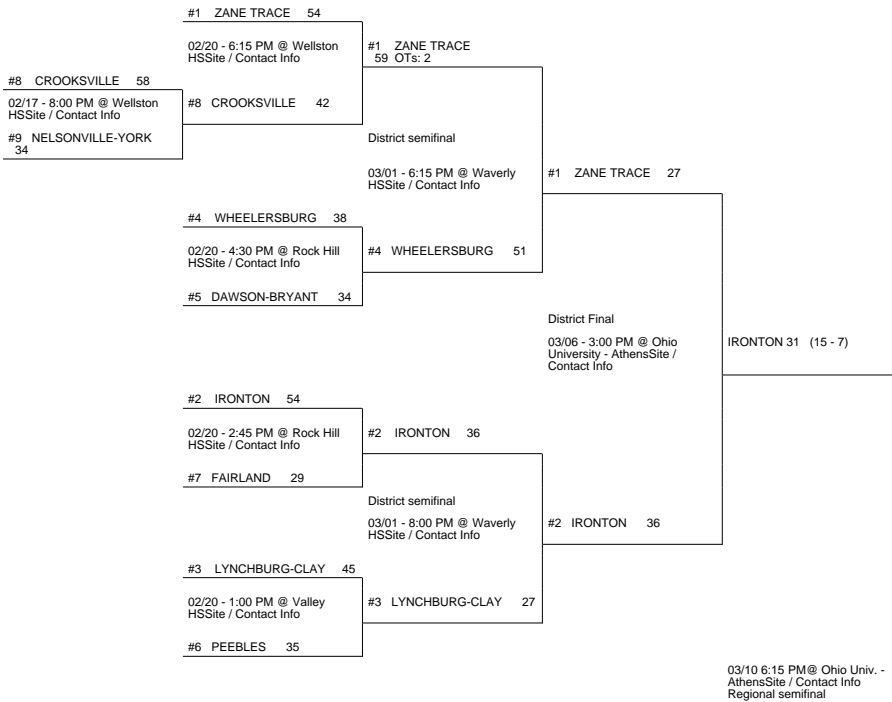 #1 ZANE TRACE 54
02/20 - 6:15 PM @ Wellston
HSSite / Contact Info
#1 ZANE TRACE
59 OTs: 2
#8 CROOKSVILLE 58
02/17 - 8:00 PM @ Wellston
HSSite / Contact Info
#8 CROOKSVILLE 42
#9 NELSONVILLE-YORK
34
District semifinal
03/01 - 6:15 PM @ Waverly
HSSite / Contact Info
#1 ZANE TRACE 27
#4 WHEELERSBURG 38
02/20 - 4:30 PM @ Rock Hill
HSSite / Contact Info
#4 WHEELERSBURG 51
#5 DAWSON-BRYANT 34
District Final
03/06 - 3:00 PM @ Ohio
University - AthensSite /
Contact Info
IRONTON 31 (15 - 7)
#2 IRONTON 54
02/20 - 2:45 PM @ Rock Hill
HSSite / Contact Info
#2 IRONTON 36
#7 FAIRLAND 29
District semifinal
03/01 - 8:00 PM @ Waverly
HSSite / Contact Info
#2 IRONTON 36
#3 LYNCHBURG-CLAY 45
02/20 - 1:00 PM @ Valley
HSSite / Contact Info
#3 LYNCHBURG-CLAY 27
#6 PEEBLES 35
03/10 6:15 PM@ Ohio Univ. -
AthensSite / Contact Info
Regional semifinal